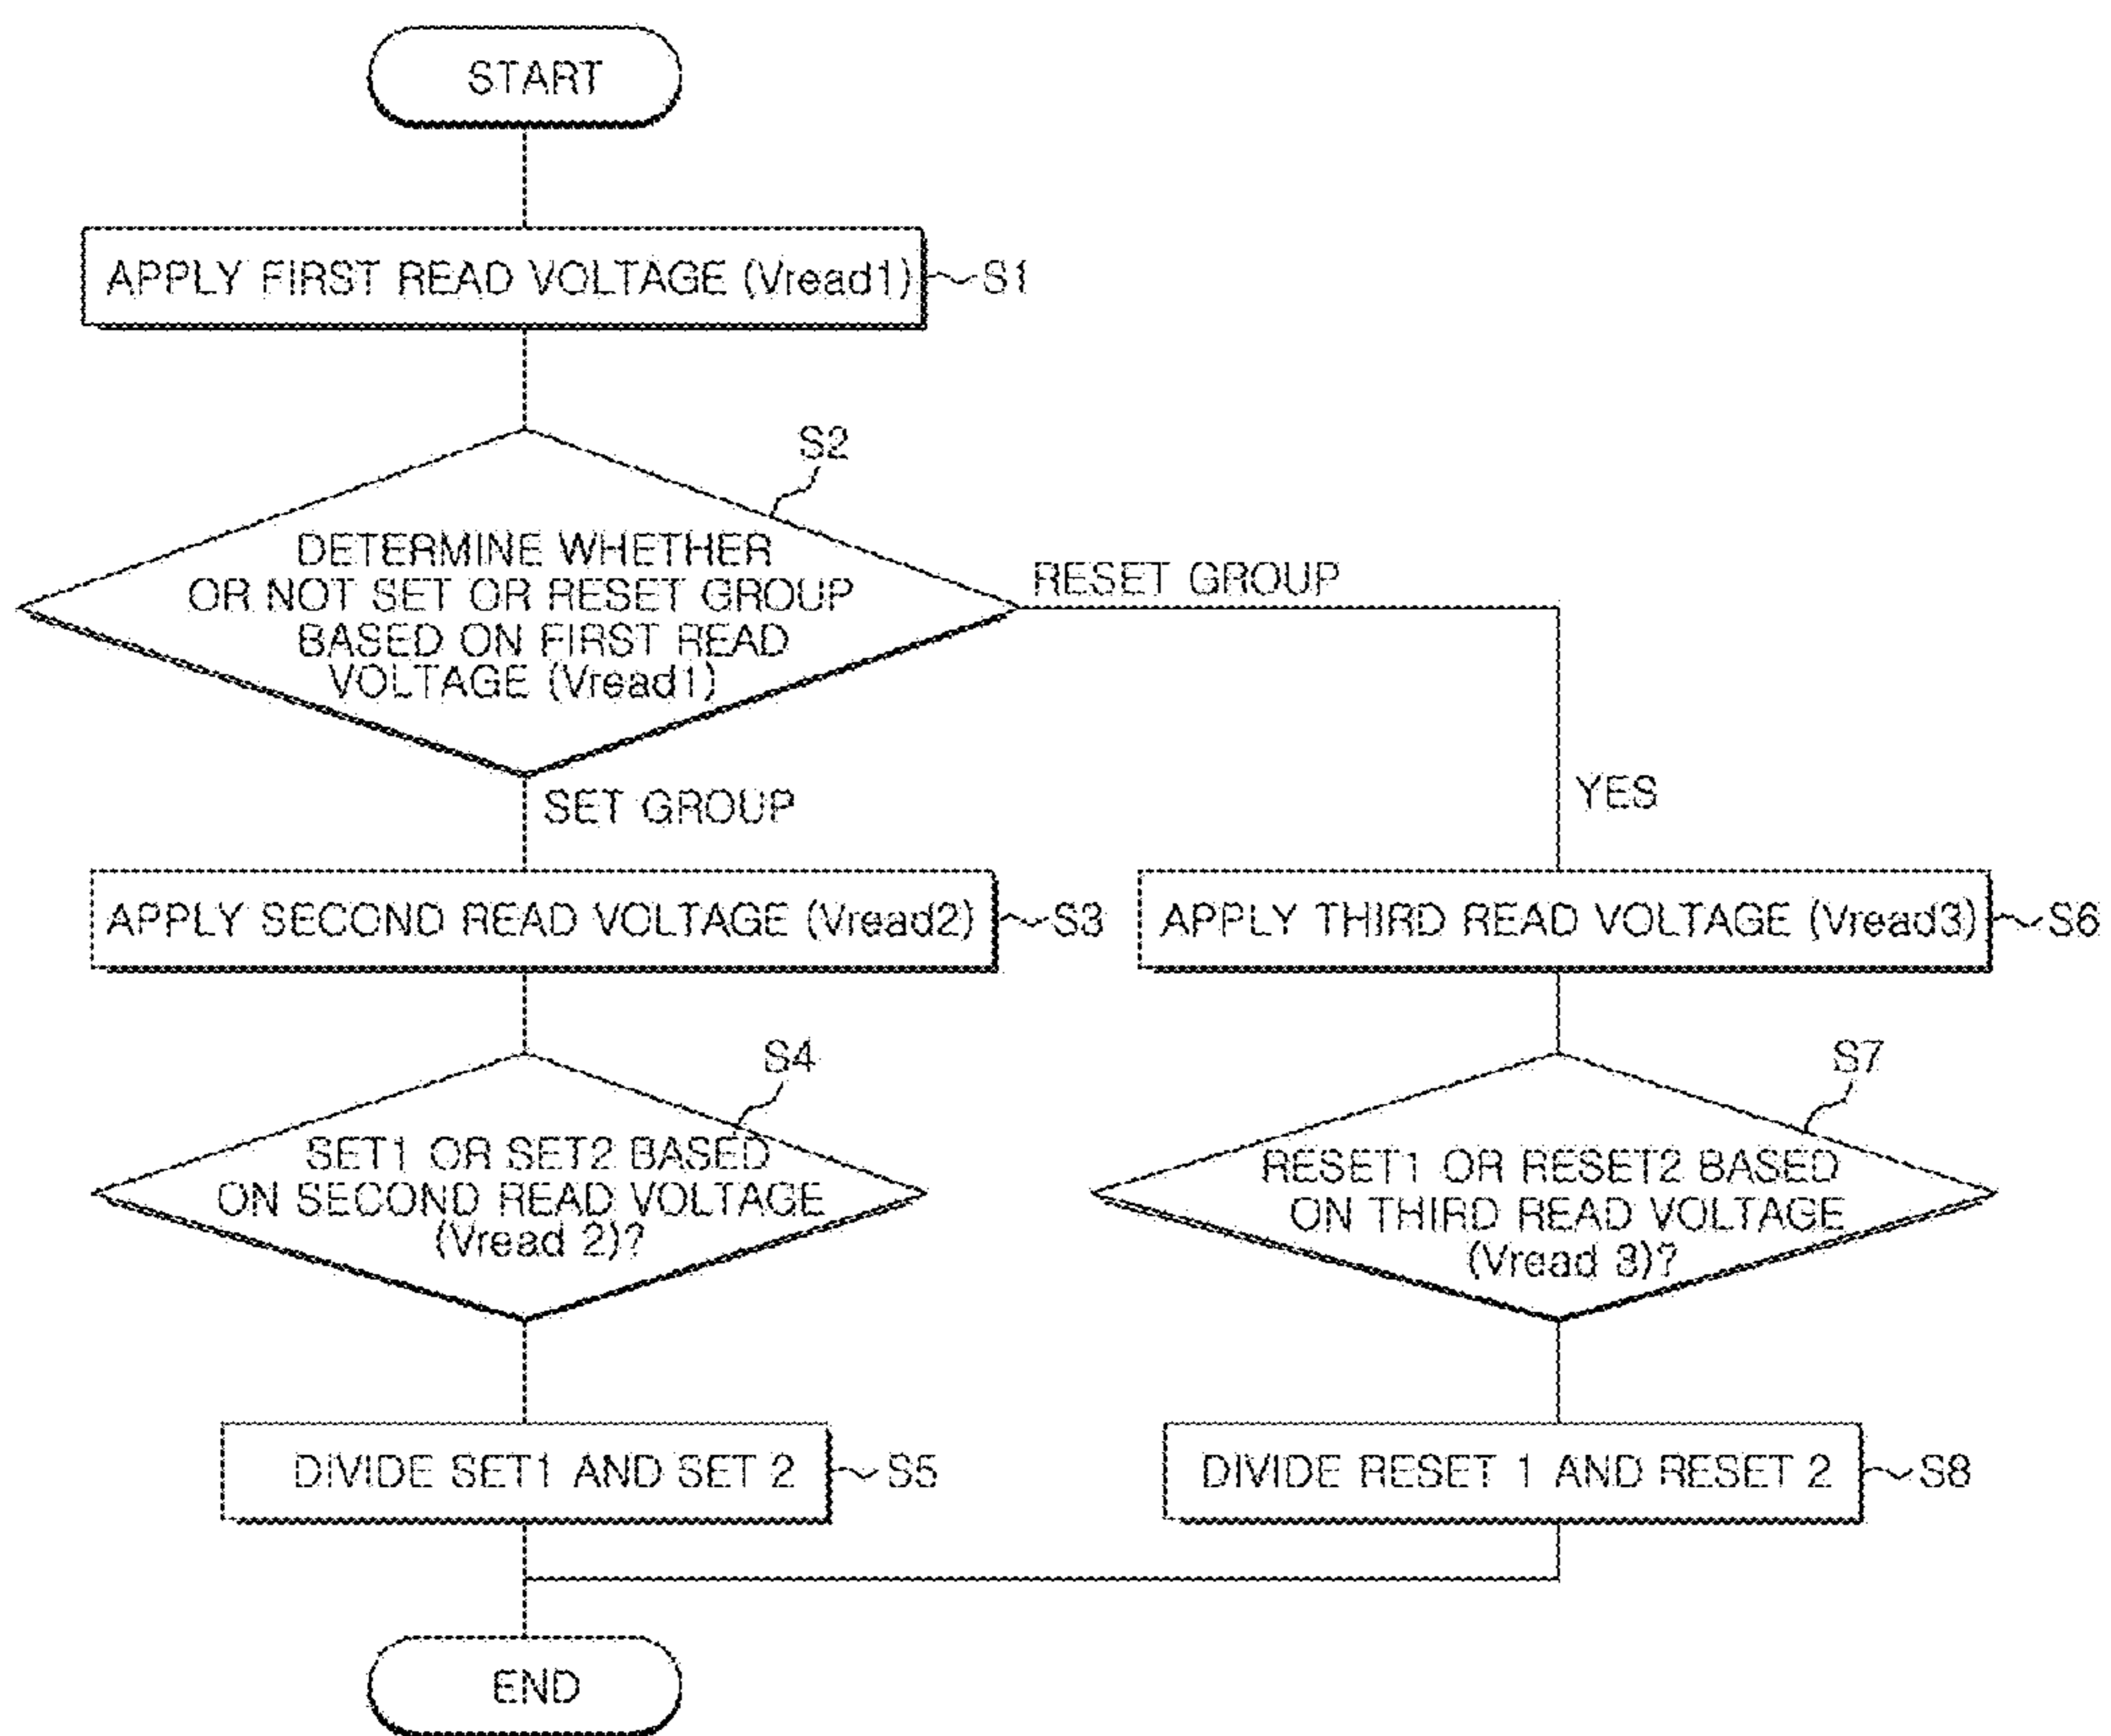 START
APPLY FIRST READ VOLTAGE (Vread1)
S1
S2
DETERMINE WHETHER
OR NOT SET OR RESET GROUP
BASED ON FIRST READ
VOLTAGE (Vread1)
RESET GROUP
SET GROUP
YES
APPLY SECOND READ VOLTAGE (Vread2)
S3
APPLY THIRD READ VOLTAGE (Vread3)
S6
S4
SET1 OR SET2 BASED
ON SECOND READ VOLTAGE
(Vread 2)?
S7
RESET1 OR RESET2 BASED
ON THIRD READ VOLTAGE
(Vread 3)?
DIVIDE SET1 AND SET 2
S5
DIVIDE RESET 1 AND RESET 2
S8
END